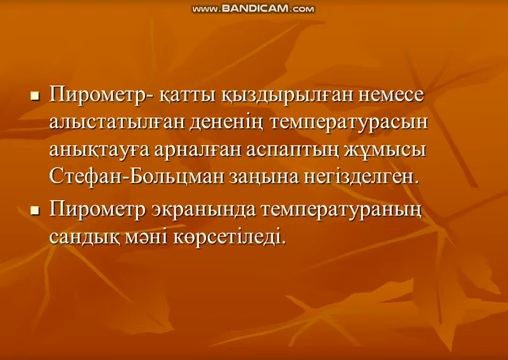 www.BANDICAM.com
Пирометр- қатты қыздырылған немесе
алыстатылған дененің температурасын
анықтауға арналған аспаптың жұмысы
Стефан-Больцман заңына негізделген.
Пирометр экранында температураның
сандық мәні көрсетіледі.